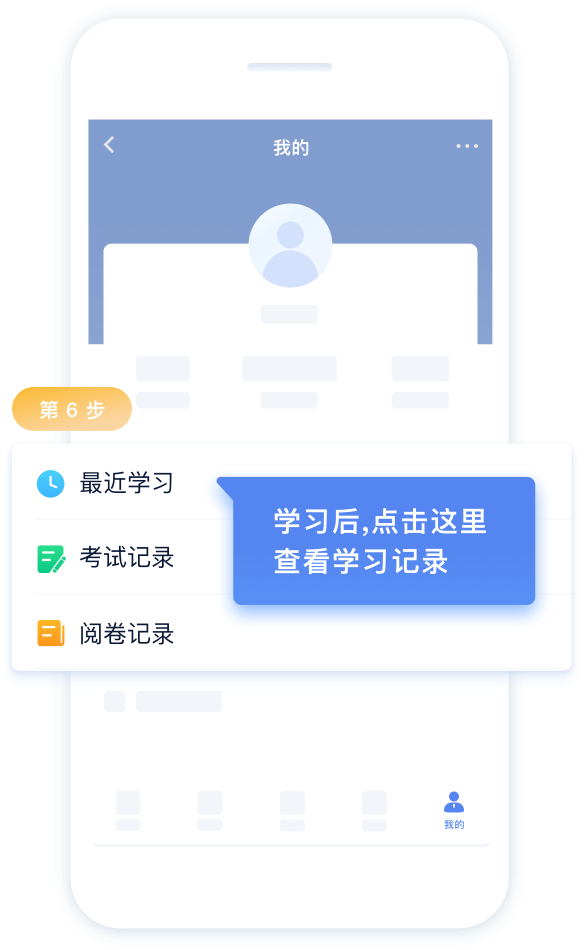 我的
第 6 步
最近学习
学习后,点击这里
查看学习记录
考试记录
阅卷记录
我的